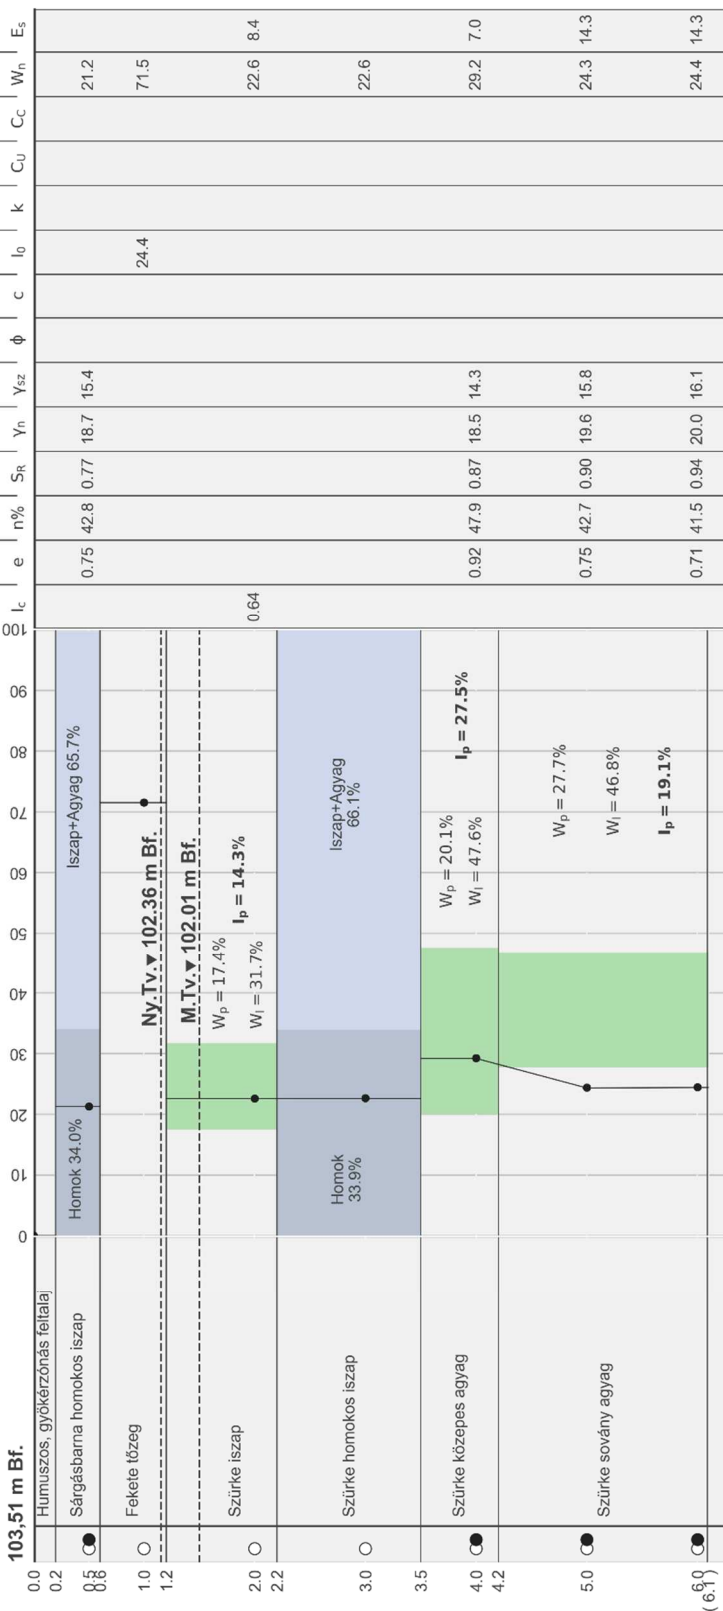 103,51 m Bf.
0 10 20 30 40 50 60 70 80 90 100 Ic e n% SR γn γsz ϕ c I0 k CU CC Wn Es
0.0
Humuszos, gyökérzónás feltalaj
0.2
Sárgásbarna homokos iszap
Homok 34.0%
Iszap+Agyag 65.7%
0.5 0.75 42.8 0.77 18.7 15.4 21.2
0.6
Fekete tőzeg
1.0 24.4 71.5
Ny.Tv.▼102.36 m Bf.
1.2
M.Tv.▼102.01 m Bf.
Szürke iszap
Wp = 17.4%
Ip = 14.3%
Wl = 31.7%
2.0 0.64 22.6 8.4
2.2
Szürke homokos iszap
Homok
33.9%
Iszap+Agyag
66.1%
3.0 22.6
3.5
Szürke közepes agyag
Wp = 20.1%
Ip = 27.5%
Wl = 47.6%
4.0 0.92 47.9 0.87 18.5 14.3 29.2 7.0
4.2
Szürke sovány agyag
Wp = 27.7%
Wl = 46.8%
Ip = 19.1%
5.0 0.75 42.7 0.90 19.6 15.8 24.3 14.3
6.0 0.71 41.5 0.94 20.0 16.1 24.4 14.3
( 6.1 )